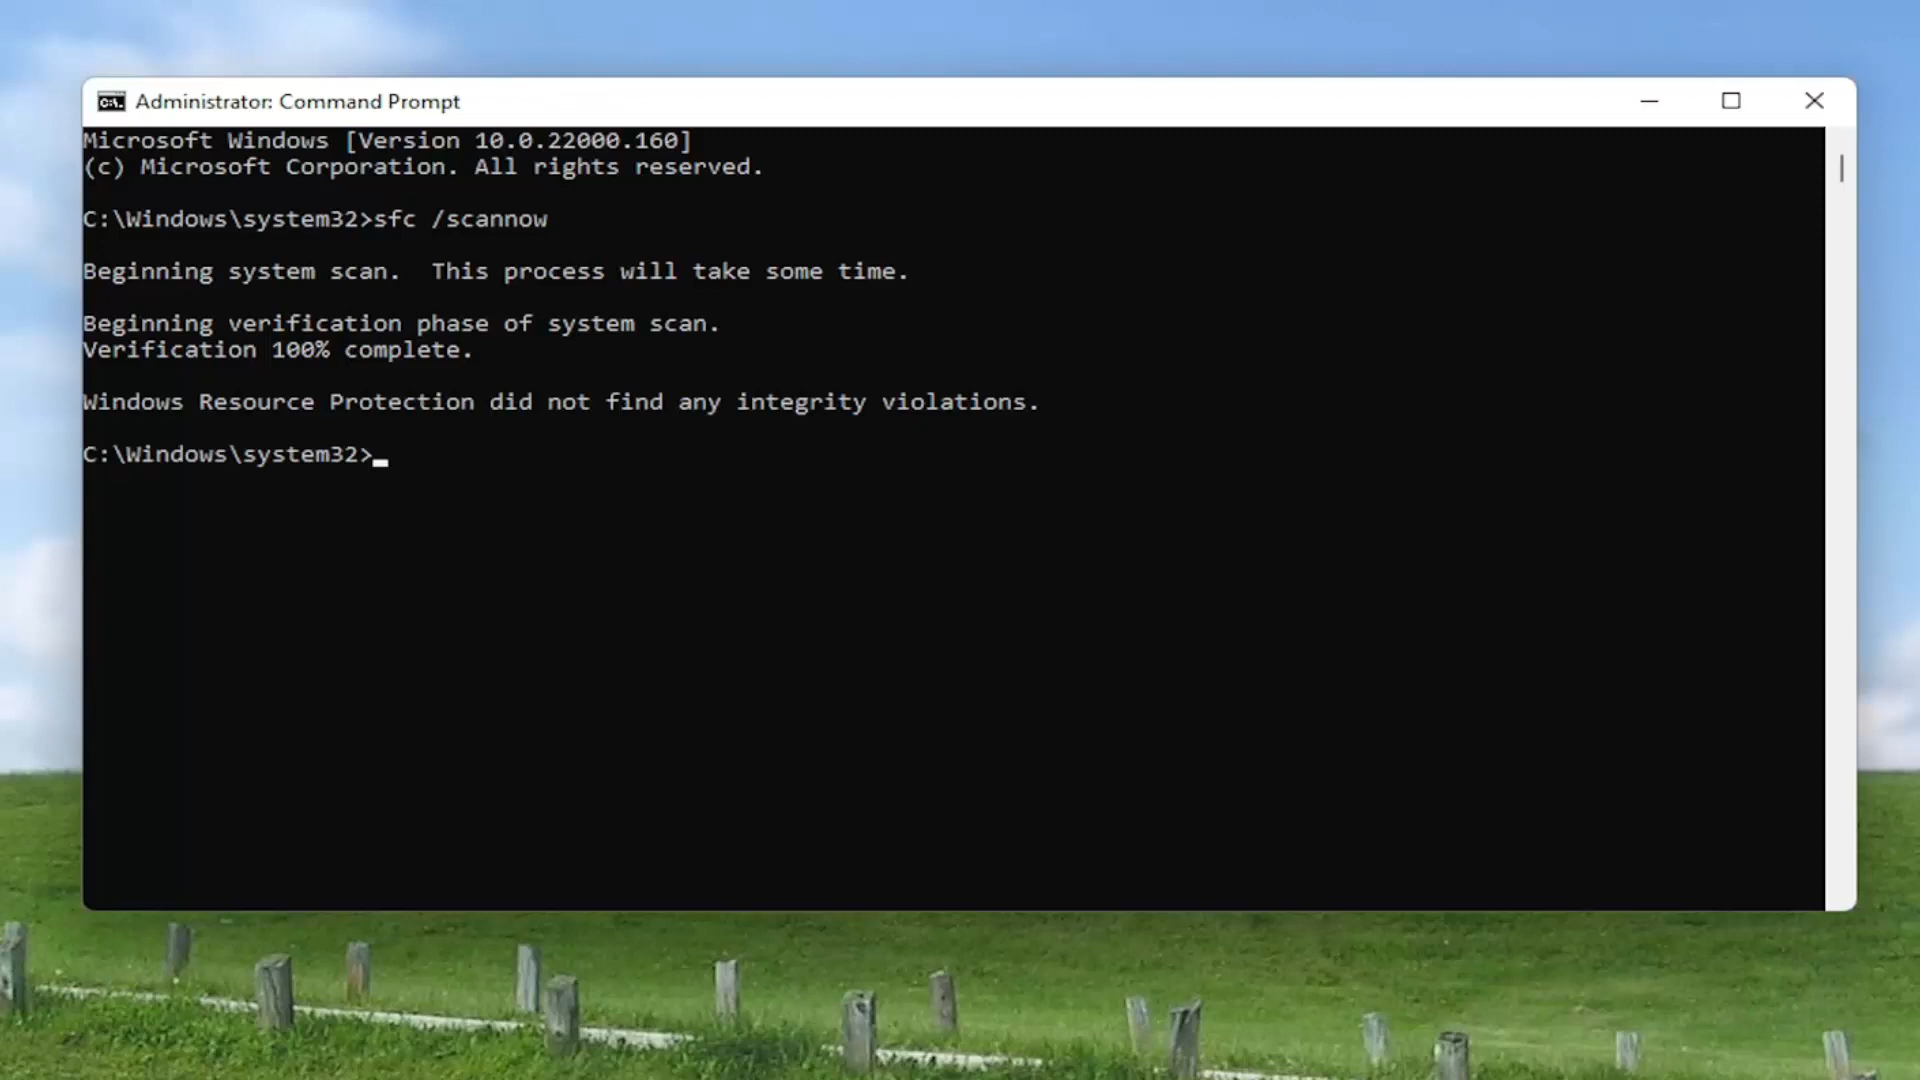 Administrator: Command Prompt
Microsoft Windows [Version 10.0.22000.160]
(c) Microsoft Corporation. All rights reserved.
C:\Windows\system32>sfc /scannow
Beginning system scan.  This process will take some time.
Beginning verification phase of system scan.
Verification 100% complete.
Windows Resource Protection did not find any integrity violations.
C:\Windows\system32>